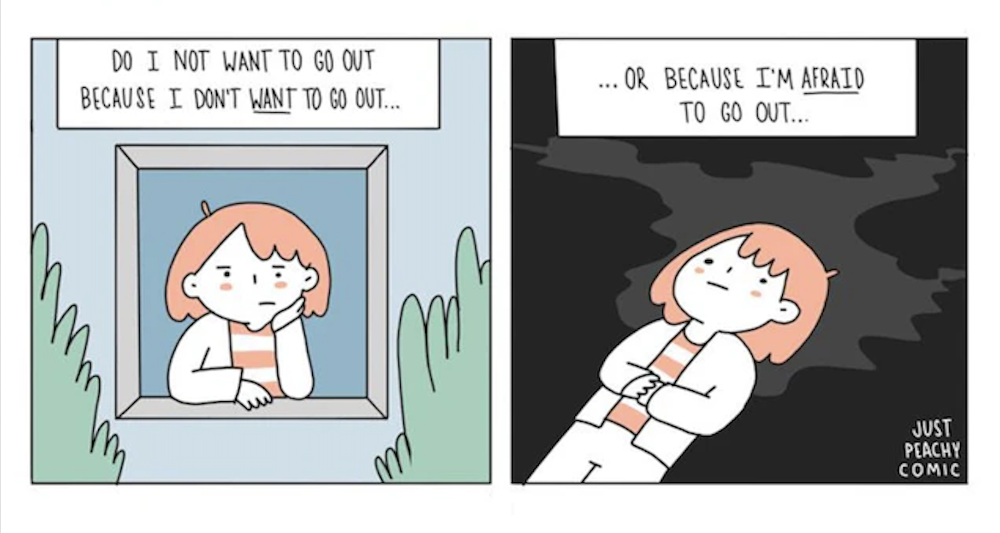 DO I NOT WANT TO GO OUT
BECAUSE I DON'T WANT TO GO OUT...
...OR BECAUSE I'M AFRAID
TO GO OUT...
JUST
PEACHY
COMIC